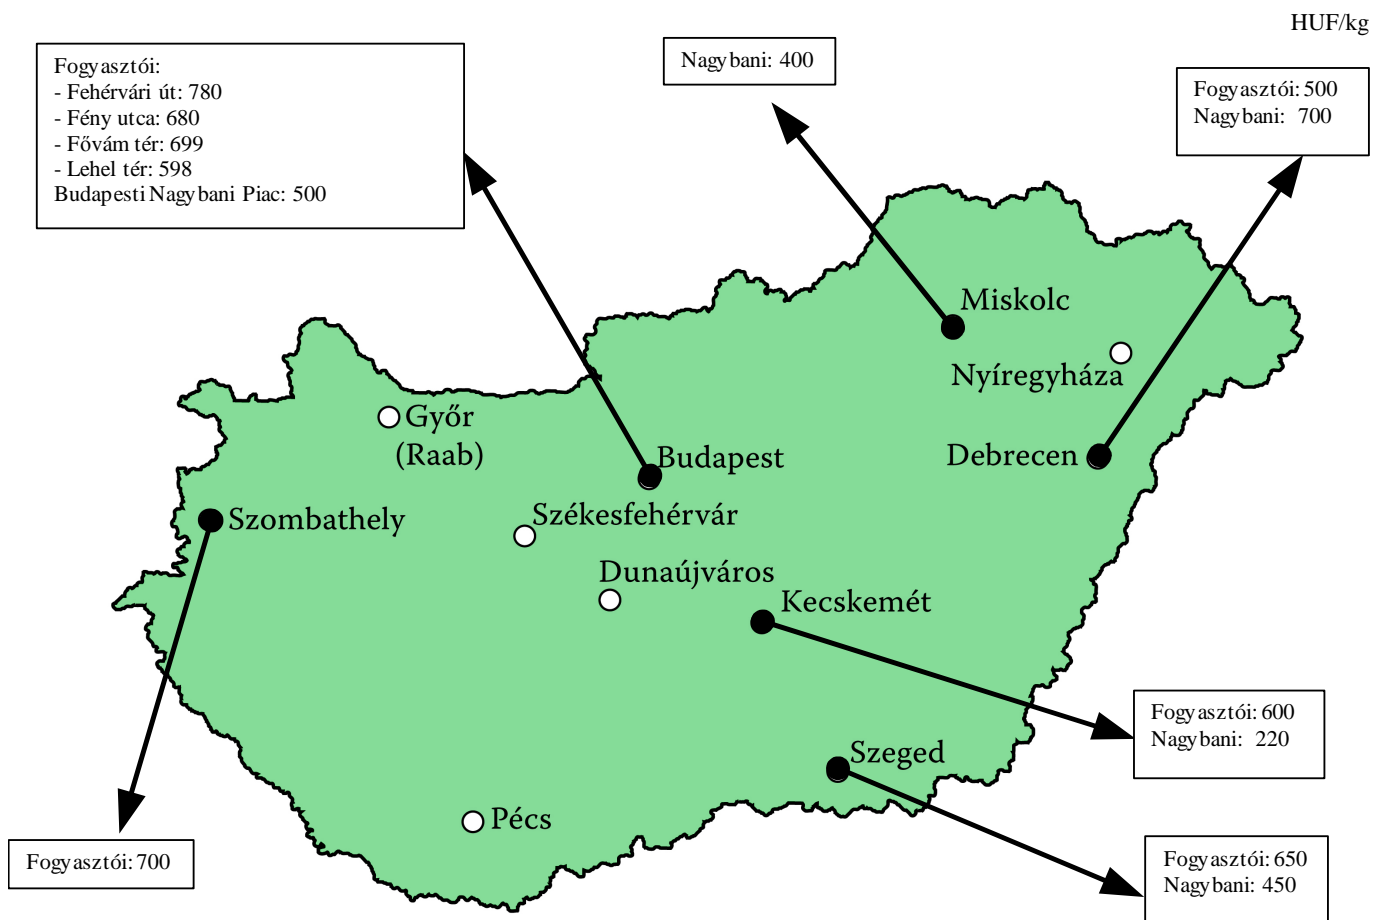 HUF/kg
Fogyasztói:
- Fehérvári út: 780
- Fény utca: 680
- Fővám tér: 699
- Lehel tér: 598
Budapesti Nagybani Piac: 500
Nagybani: 400
Fogyasztói: 500
Nagybani: 700
Miskolc
Nyíregyháza
Győr
(Raab)
Budapest
Debrecen
Szombathely
Székesfehérvár
Dunaújváros
Kecskemét
Fogyasztói: 600
Nagybani: 220
Szeged
Pécs
Fogyasztói: 700
Fogyasztói: 650
Nagybani: 450